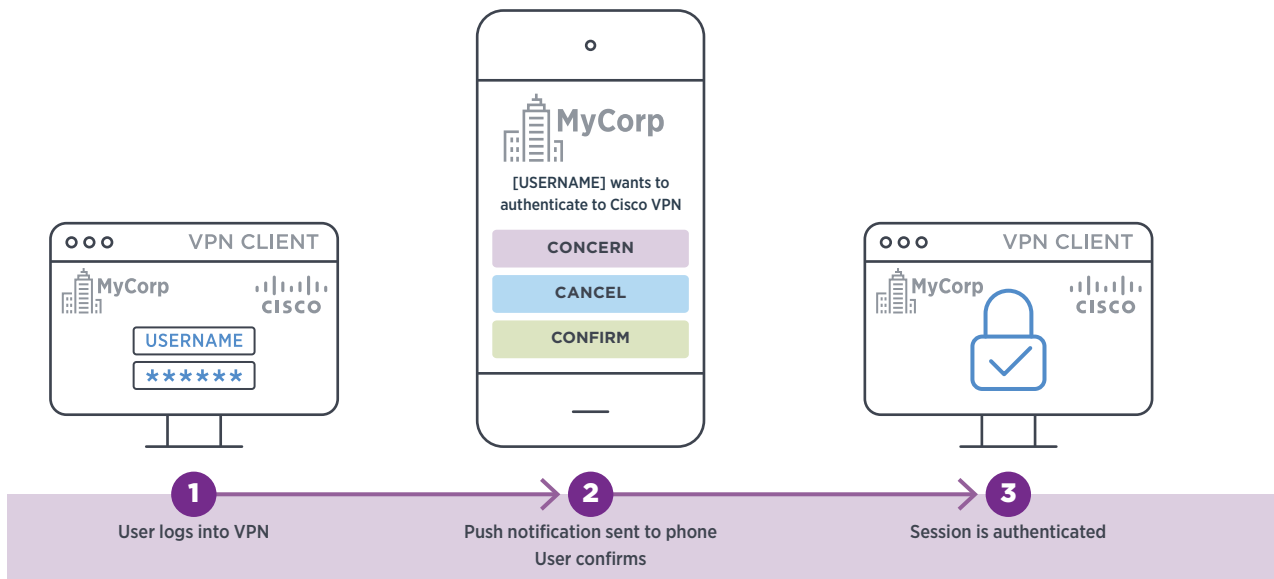 VPN CLIENT
MyCorp
CISCO
USERNAME
******
MyCorp
[USERNAME] wants to
authenticate to Cisco VPN
CONCERN
CANCEL
CONFIRM
VPN CLIENT
MyCorp
CISCO
1
User logs into VPN
2
Push notification sent to phone
User confirms
3
Session is authenticated